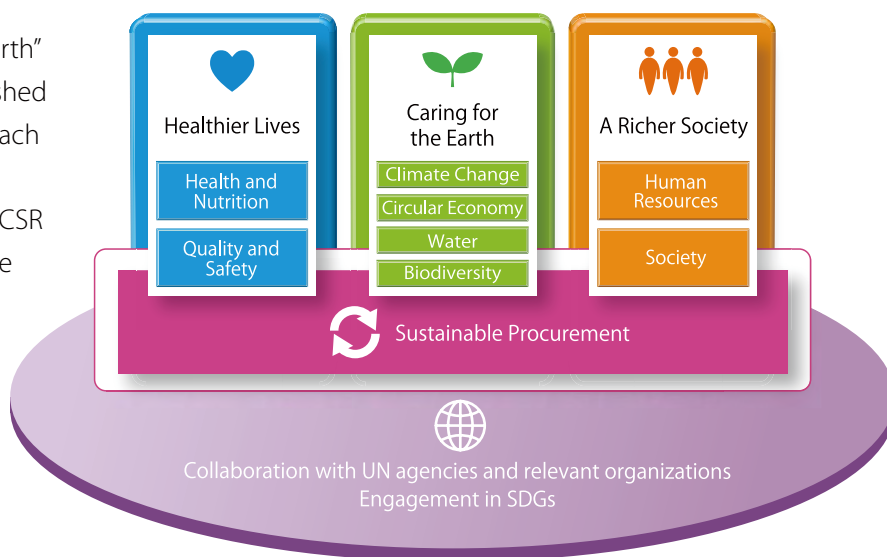 rth”
shed
ach
CSR
e
Healthier Lives
Health and
Nutrition
Quality and
Safety
Caring for
the Earth
Climate Change
Circular Economy
Water
Biodiversity
A Richer Society
Human
Resources
Society
Sustainable Procurement
Collaboration with UN agencies and relevant organizations
Engagement in SDGs